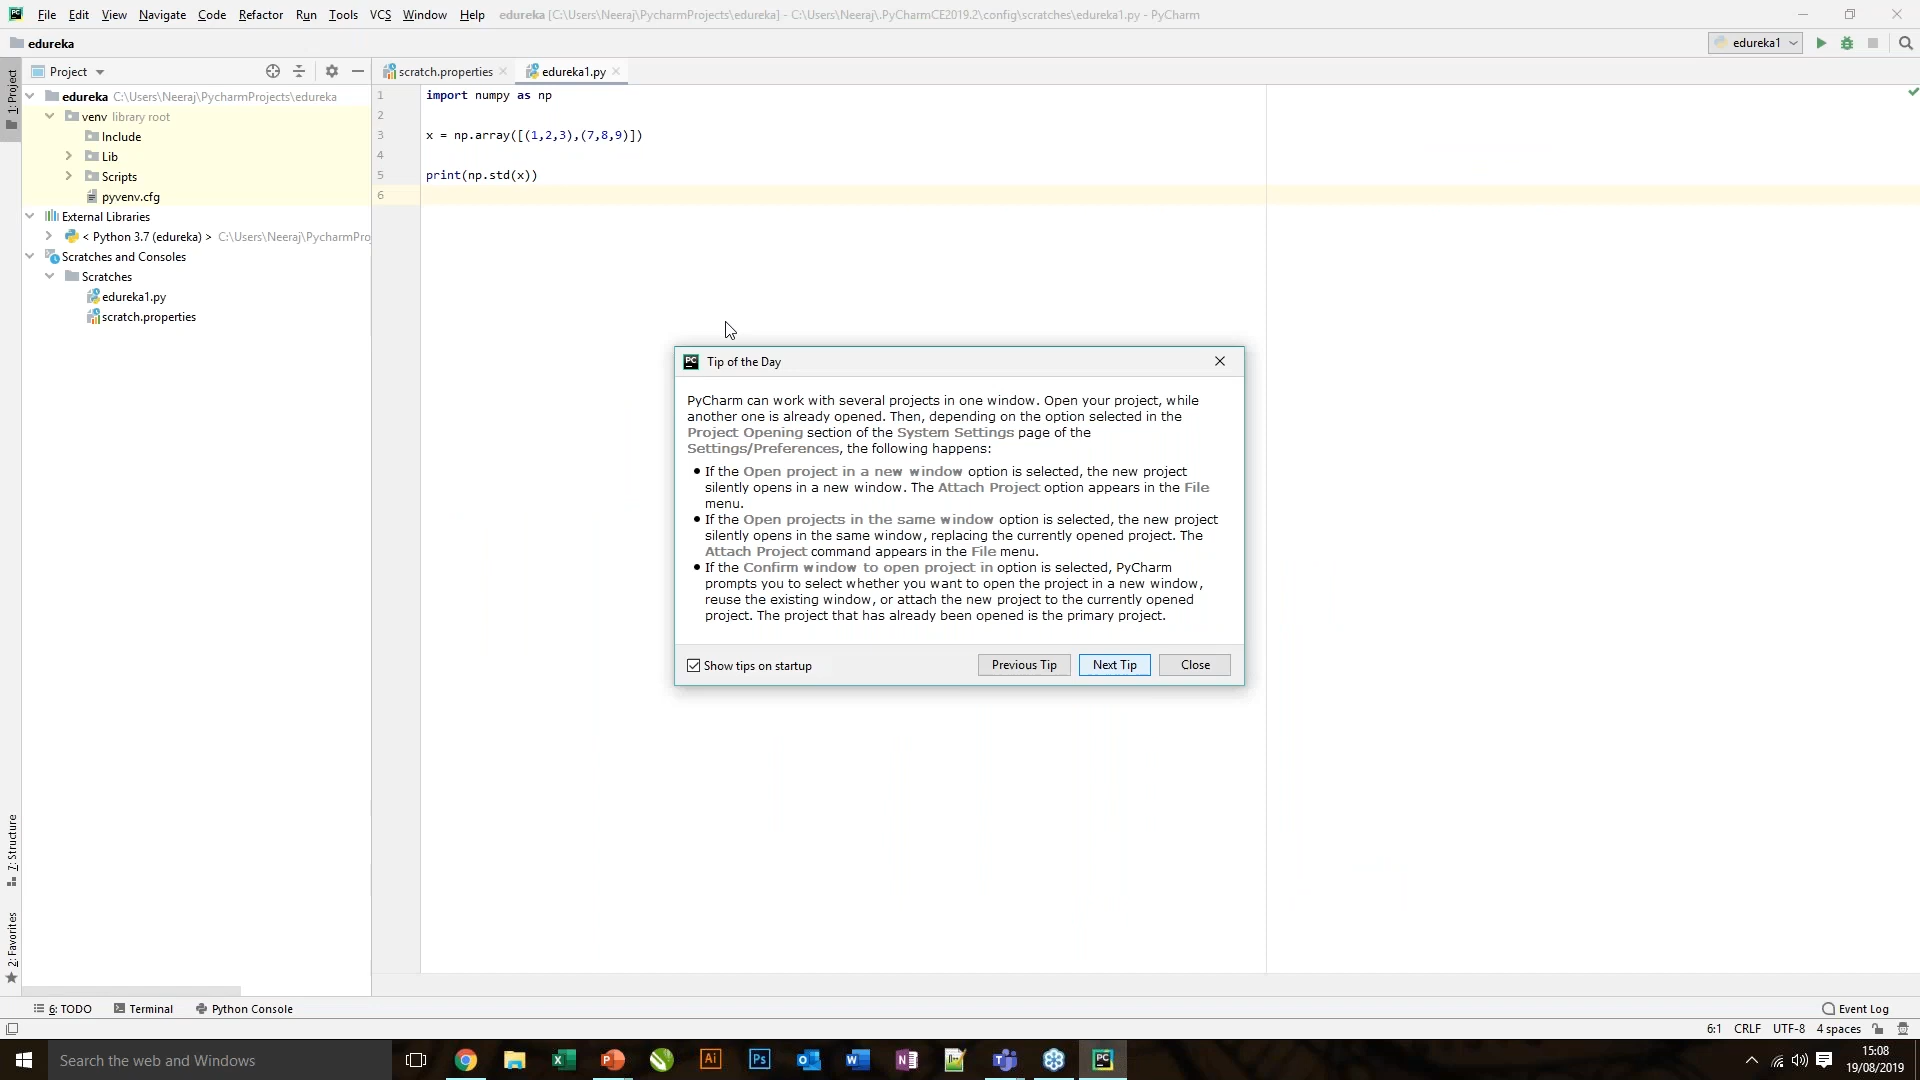 File Edit View Navigate Code Refactor Run Tools VCS Window Help edureka [C:\Users\Neeraj\PycharmProjects\edureka] - C:\Users\Neeraj\.PyCharmCE2019.2\config\scratches\edureka1.py - PyCharm
edureka
edureka1
1: Project
Project
scratch.properties
edureka1.py
edureka C:\Users\Neeraj\PycharmProjects\edureka
venv library root
Include
Lib
Scripts
pyvenv.cfg
External Libraries
< Python 3.7 (edureka) > C:\Users\Neeraj\PycharmPro
Scratches and Consoles
Scratches
edureka1.py
scratch.properties
1 import numpy as np
2
3 x = np.array([(1,2,3),(7,8,9)])
4
5 print(np.std(x))
6
PC Tip of the Day
PyCharm can work with several projects in one window. Open your project, while
another one is already opened. Then, depending on the option selected in the
Project Opening section of the System Settings page of the
Settings/Preferences, the following happens:
• If the Open project in a new window option is selected, the new project
silently opens in a new window. The Attach Project option appears in the File
menu.
• If the Open projects in the same window option is selected, the new project
silently opens in the same window, replacing the currently opened project. The
Attach Project command appears in the File menu.
• If the Confirm window to open project in option is selected, PyCharm
prompts you to select whether you want to open the project in a new window,
reuse the existing window, or attach the new project to the currently opened
project. The project that has already been opened is the primary project.
Show tips on startup
Previous Tip
Next Tip
Close
7: Structure
2: Favorites
6: TODO
Terminal
Python Console
Event Log
6:1 CRLF UTF-8 4 spaces
Search the web and Windows
15:08
19/08/2019